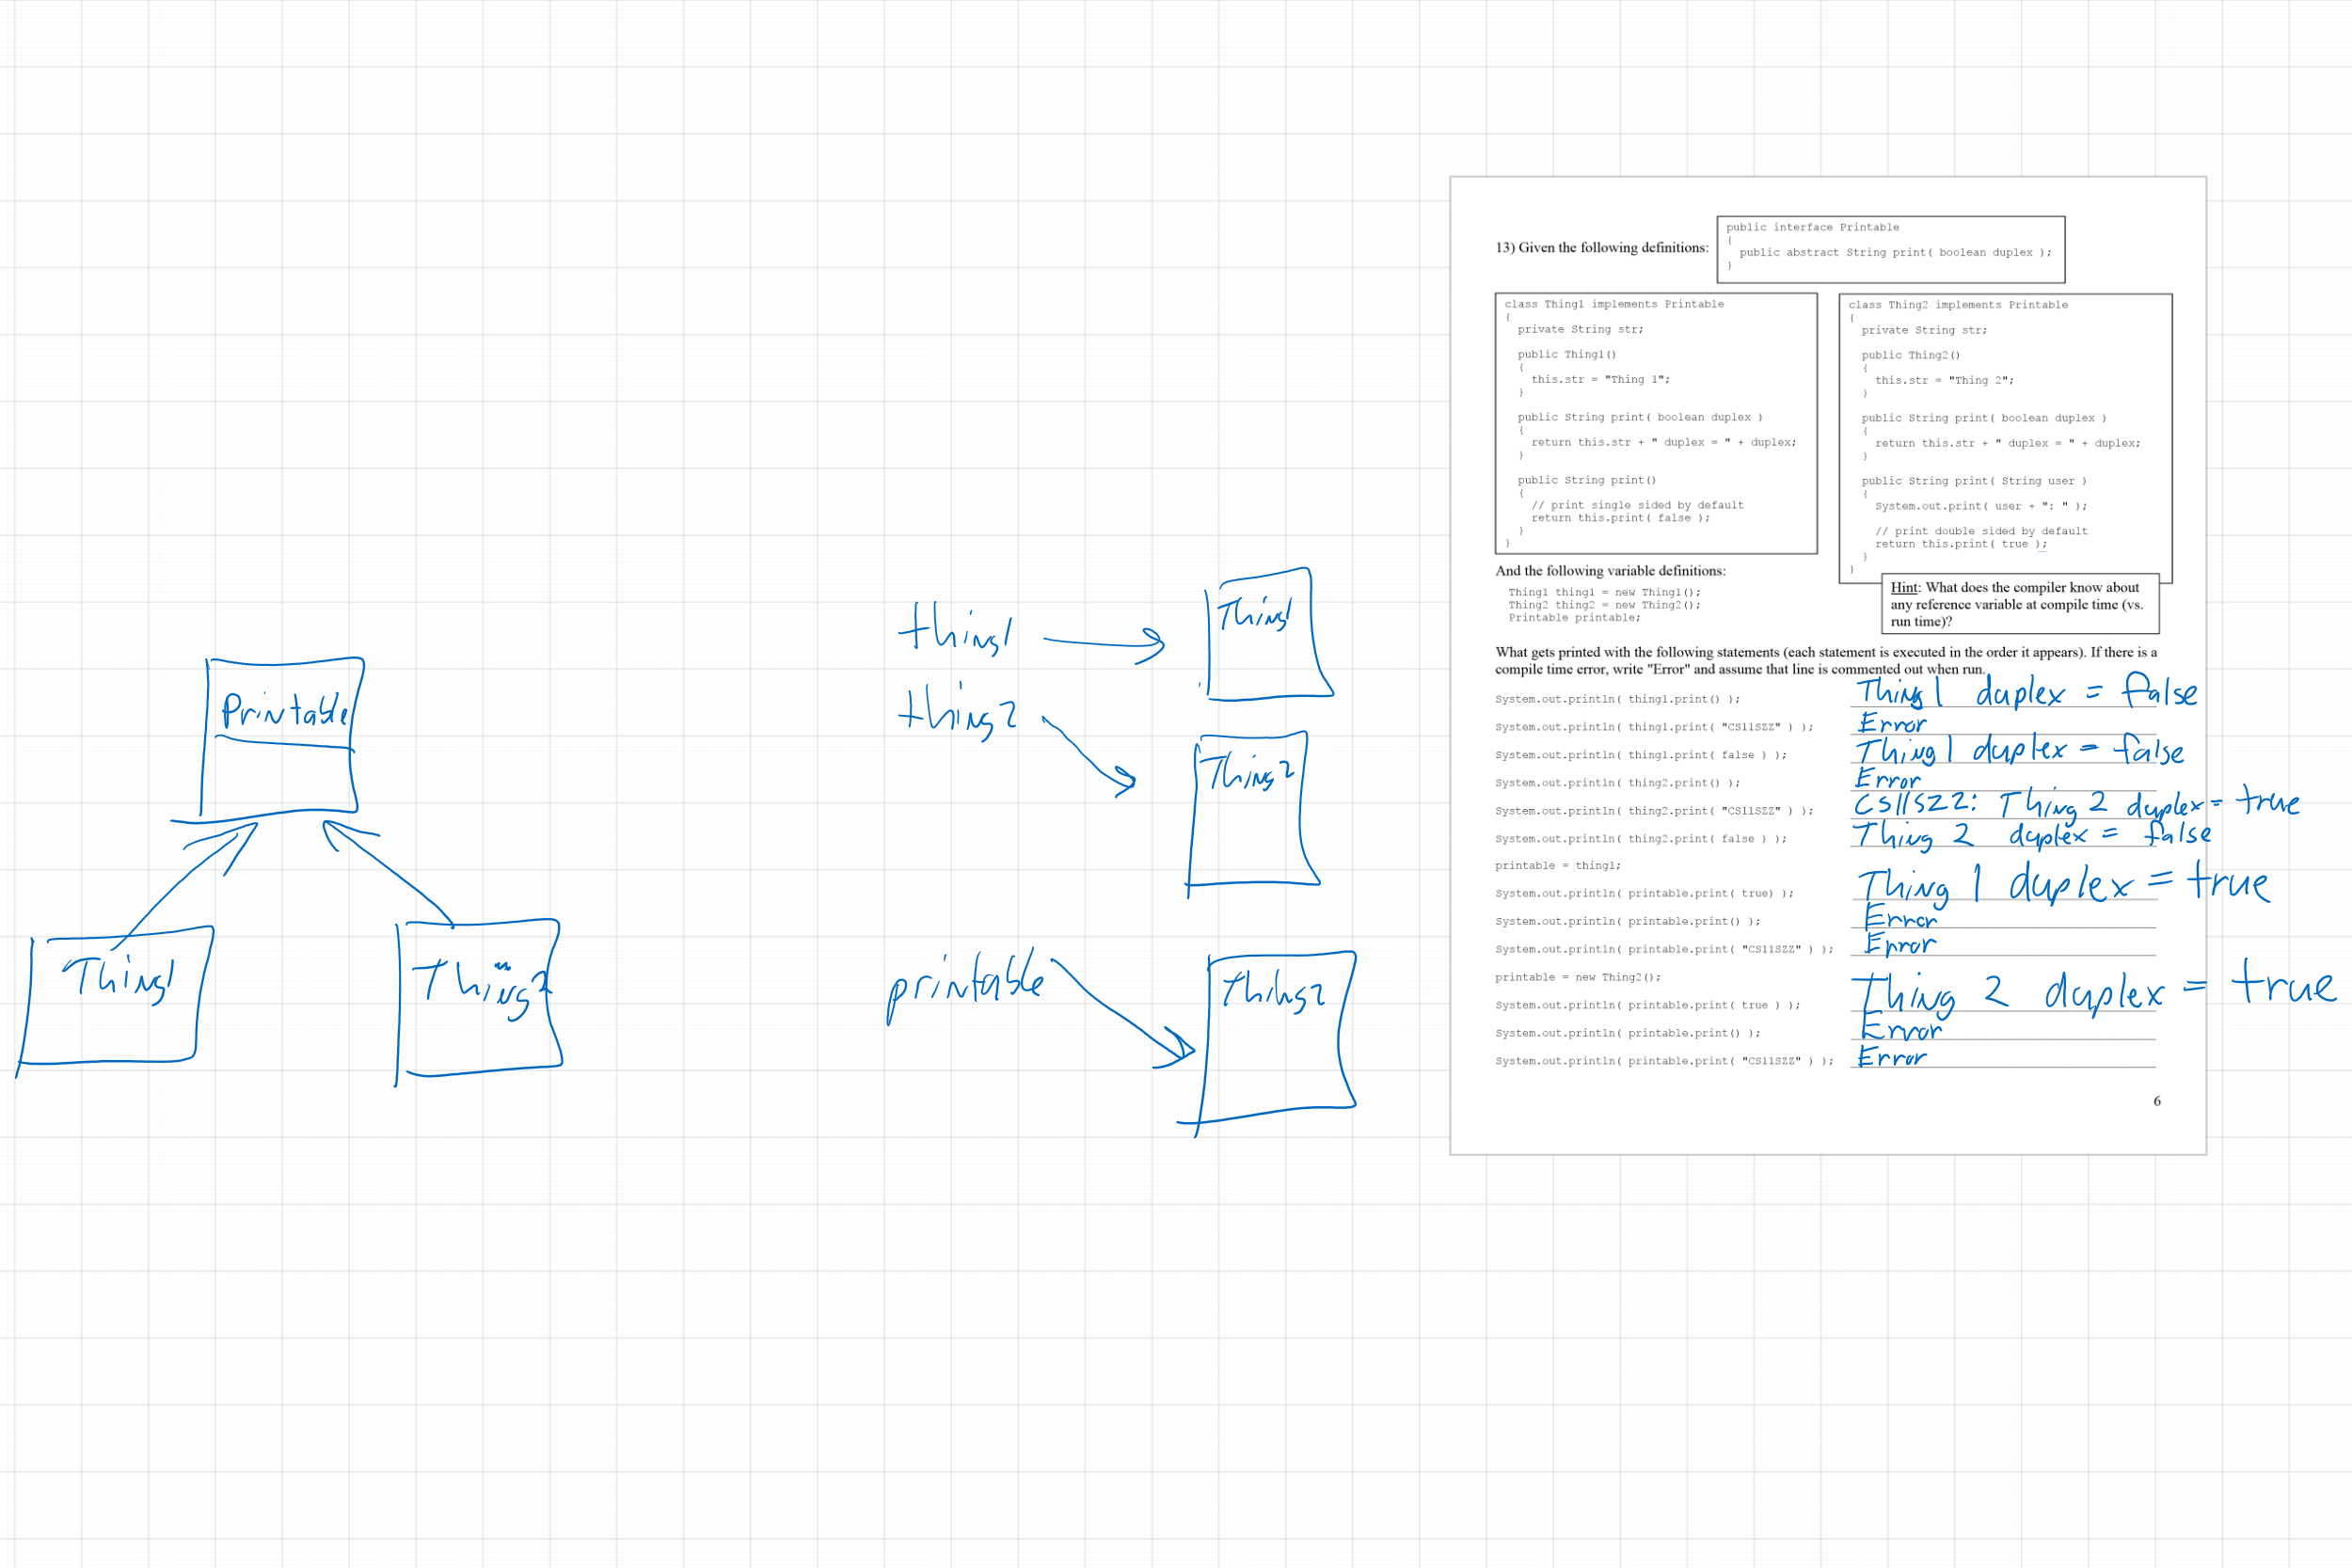 Printable
Thing1
Thing2
thing1
Thing1
thing2
Thing2
printable
Thing2
13) Given the following definitions:
public interface Printable
{
public abstract String print( boolean duplex );
}
class Thing1 implements Printable
{
private String str;
public Thing1()
{
this.str = "Thing 1";
}
public String print( boolean duplex )
{
return this.str + " duplex = " + duplex;
}
public String print()
{
// print single sided by default
return this.print( false );
}
}
class Thing2 implements Printable
{
private String str;
public Thing2()
{
this.str = "Thing 2";
}
public String print( boolean duplex )
{
return this.str + " duplex = " + duplex;
}
public String print( String user )
{
System.out.print( user + ": " );
// print double sided by default
return this.print( true );
}
}
And the following variable definitions:
Thing1 thing1 = new Thing1();
Thing2 thing2 = new Thing2();
Printable printable;
Hint: What does the compiler know about
any reference variable at compile time (vs.
run time)?
What gets printed with the following statements (each statement is executed in the order it appears). If there is a
compile time error, write "Error" and assume that line is commented out when run.
System.out.println( thing1.print() ); Thing 1 duplex = false
System.out.println( thing1.print( "CS11SZZ" ) ); Error
System.out.println( thing1.print( false ) ); Thing 1 duplex = false
System.out.println( thing2.print() ); Error
System.out.println( thing2.print( "CS11SZZ" ) ); CS11SZZ: Thing 2 duplex = true
System.out.println( thing2.print( false ) ); Thing 2 duplex = false
printable = thing1;
System.out.println( printable.print( true) ); Thing 1 duplex = true
System.out.println( printable.print() ); Error
System.out.println( printable.print( "CS11SZZ" ) ); Error
printable = new Thing2();
System.out.println( printable.print( true ) ); Thing 2 duplex = true
System.out.println( printable.print() ); Error
System.out.println( printable.print( "CS11SZZ" ) ); Error
6